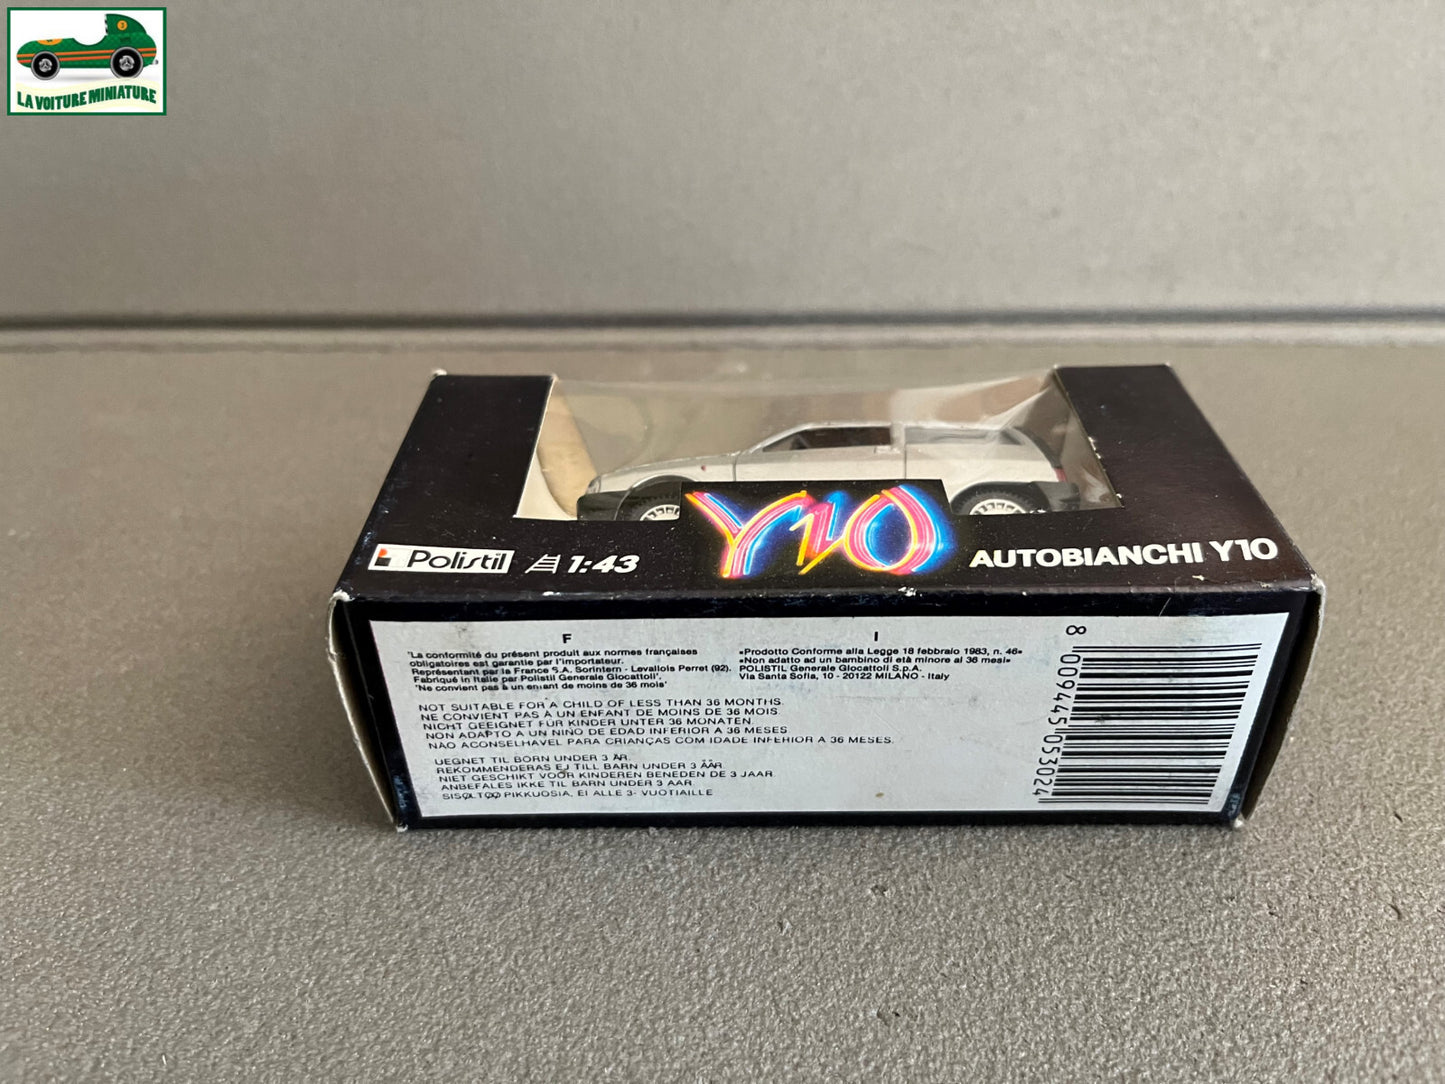 3
LA VOITURE MINIATURE
Y10
Polistil 1:43
AUTOBIANCHI Y10
F
"La conformité du présent produit aux normes françaises
obligatoires est garantie par l'importateur.
Représentant par la France S.A. Sorintern - Levallois Perret (92).
Fabriqué in Italie par Polistil Generale Giocattoli".
"Ne convient pas à un enfant de moins de 36 mois"
I
«Prodotto Conforme alla Legge 18 febbraio 1983, n. 46»
«Non adatto ad un bambino di età minore ai 36 mesi»
POLISTIL Generale Giocattoli S.p.A.
Via Santa Sofia, 10 - 20122 MILANO - Italy
NOT SUITABLE FOR A CHILD OF LESS THAN 36 MONTHS.
NE CONVIENT PAS À UN ENFANT DE MOINS DE 36 MOIS.
NICHT GEEIGNET FÜR KINDER UNTER 36 MONATEN.
NON ADAPTO A UN NINO DE EDAD INFERIOR A 36 MESES
NÃO ACONSELHAVEL PARA CRIANÇAS COM IDADE INFERIOR A 36 MESES.
UEGNET TIL BORN UNDER 3 ÅR.
REKOMMENDERAS EJ TILL BARN UNDER 3 ÅÅR.
NIET GESCHIKT VOOR KINDEREN BENEDEN DE 3 JAAR
ANBEFALES IKKE TIL BARN UNDER 3 AAR.
PIKKUOSIA, EI ALLE 3- VUOTIAILLE
8 009445 053024